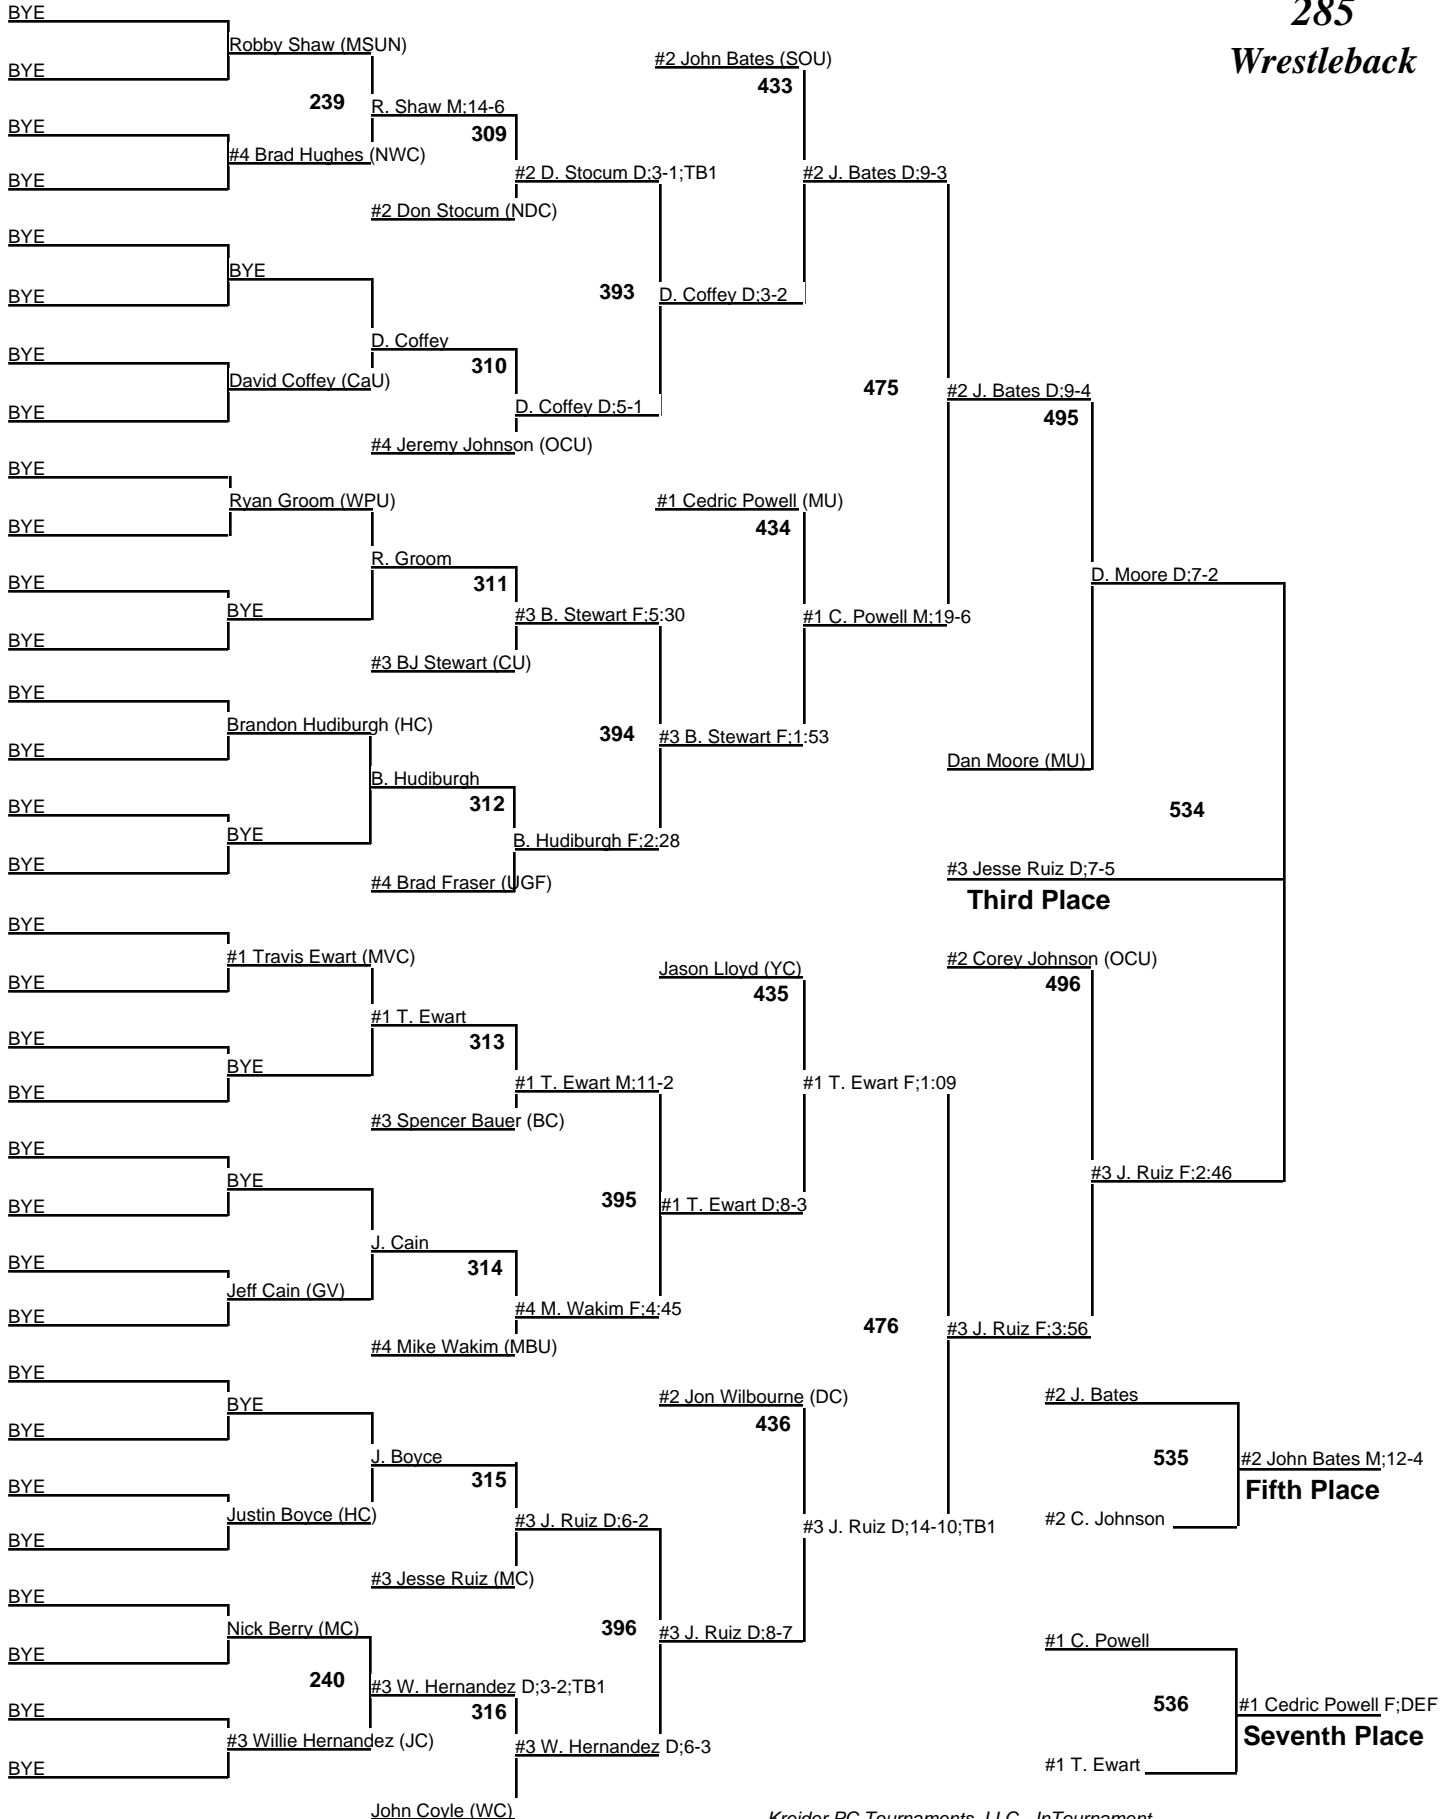 285
Wrestleback
BYE
Robby Shaw (MSUN)
#2 John Bates (SOU)
BYE
433
239
R. Shaw M;14-6
BYE
309
#4 Brad Hughes (NWC)
BYE
#2 D. Stocum D;3-1;TB1
#2 J. Bates D;9-3
#2 Don Stocum (NDC)
BYE
BYE
BYE
393
D. Coffey D;3-2
D. Coffey
BYE
310
David Coffey (CaU)
475
#2 J. Bates D;9-4
BYE
D. Coffey D;5-1
495
#4 Jeremy Johnson (OCU)
BYE
Ryan Groom (WPU)
#1 Cedric Powell (MU)
BYE
434
R. Groom
BYE
311
D. Moore D;7-2
BYE
#3 B. Stewart F;5:30
#1 C. Powell M;19-6
BYE
#3 BJ Stewart (CU)
BYE
Brandon Hudiburgh (HC)
394
#3 B. Stewart F;1:53
BYE
Dan Moore (MU)
B. Hudiburgh
BYE
312
534
BYE
B. Hudiburgh F;2:28
BYE
#3 Jesse Ruiz D;7-5
#4 Brad Fraser (UGF)
Third Place
BYE
#1 Travis Ewart (MVC)
Jason Lloyd (YC)
#2 Corey Johnson (OCU)
BYE
435
496
#1 T. Ewart
BYE
313
BYE
#1 T. Ewart M;11-2
#1 T. Ewart F;1:09
BYE
#3 Spencer Bauer (BC)
BYE
BYE
#3 J. Ruiz F;2:46
BYE
395
#1 T. Ewart D;8-3
J. Cain
BYE
314
Jeff Cain (GV)
BYE
#4 M. Wakim F;4:45
476
#3 J. Ruiz F;3:56
#4 Mike Wakim (MBU)
BYE
BYE
#2 Jon Wilbourne (DC)
#2 J. Bates
BYE
436
J. Boyce
535
#2 John Bates M;12-4
BYE
315
Fifth Place
Justin Boyce (HC)
#3 J. Ruiz D;6-2
#3 J. Ruiz D;14-10;TB1
#2 C. Johnson
BYE
#3 Jesse Ruiz (MC)
BYE
Nick Berry (MC)
396
#3 J. Ruiz D;8-7
#1 C. Powell
BYE
240
#3 W. Hernandez D;3-2;TB1
BYE
316
536
#1 Cedric Powell F;DEF
#3 Willie Hernandez (JC)
#3 W. Hernandez D;6-3
Seventh Place
BYE
#1 T. Ewart
John Coyle (WC)
Kreider PC Tournaments, LLC - InTournament